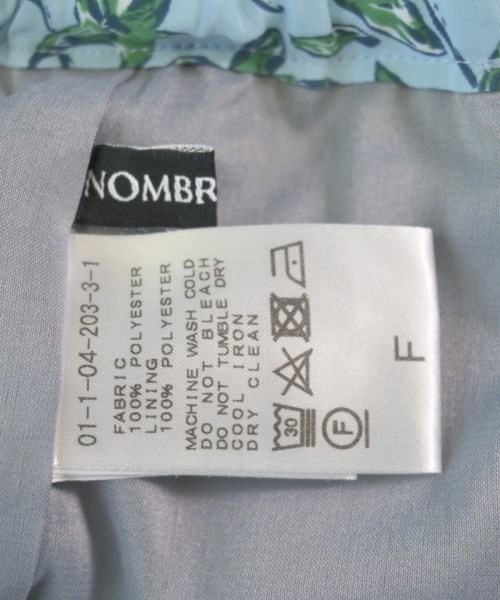 NOMBR
01-1-04-203-3-1
FABRIC
100% POLYESTER
LINING
100% POLYESTER
MACHINE WASH COLD
DO NOT BLEACH
DO NOT TUMBLE DRY
COOL IRON
DRY CLEAN
30
F
F